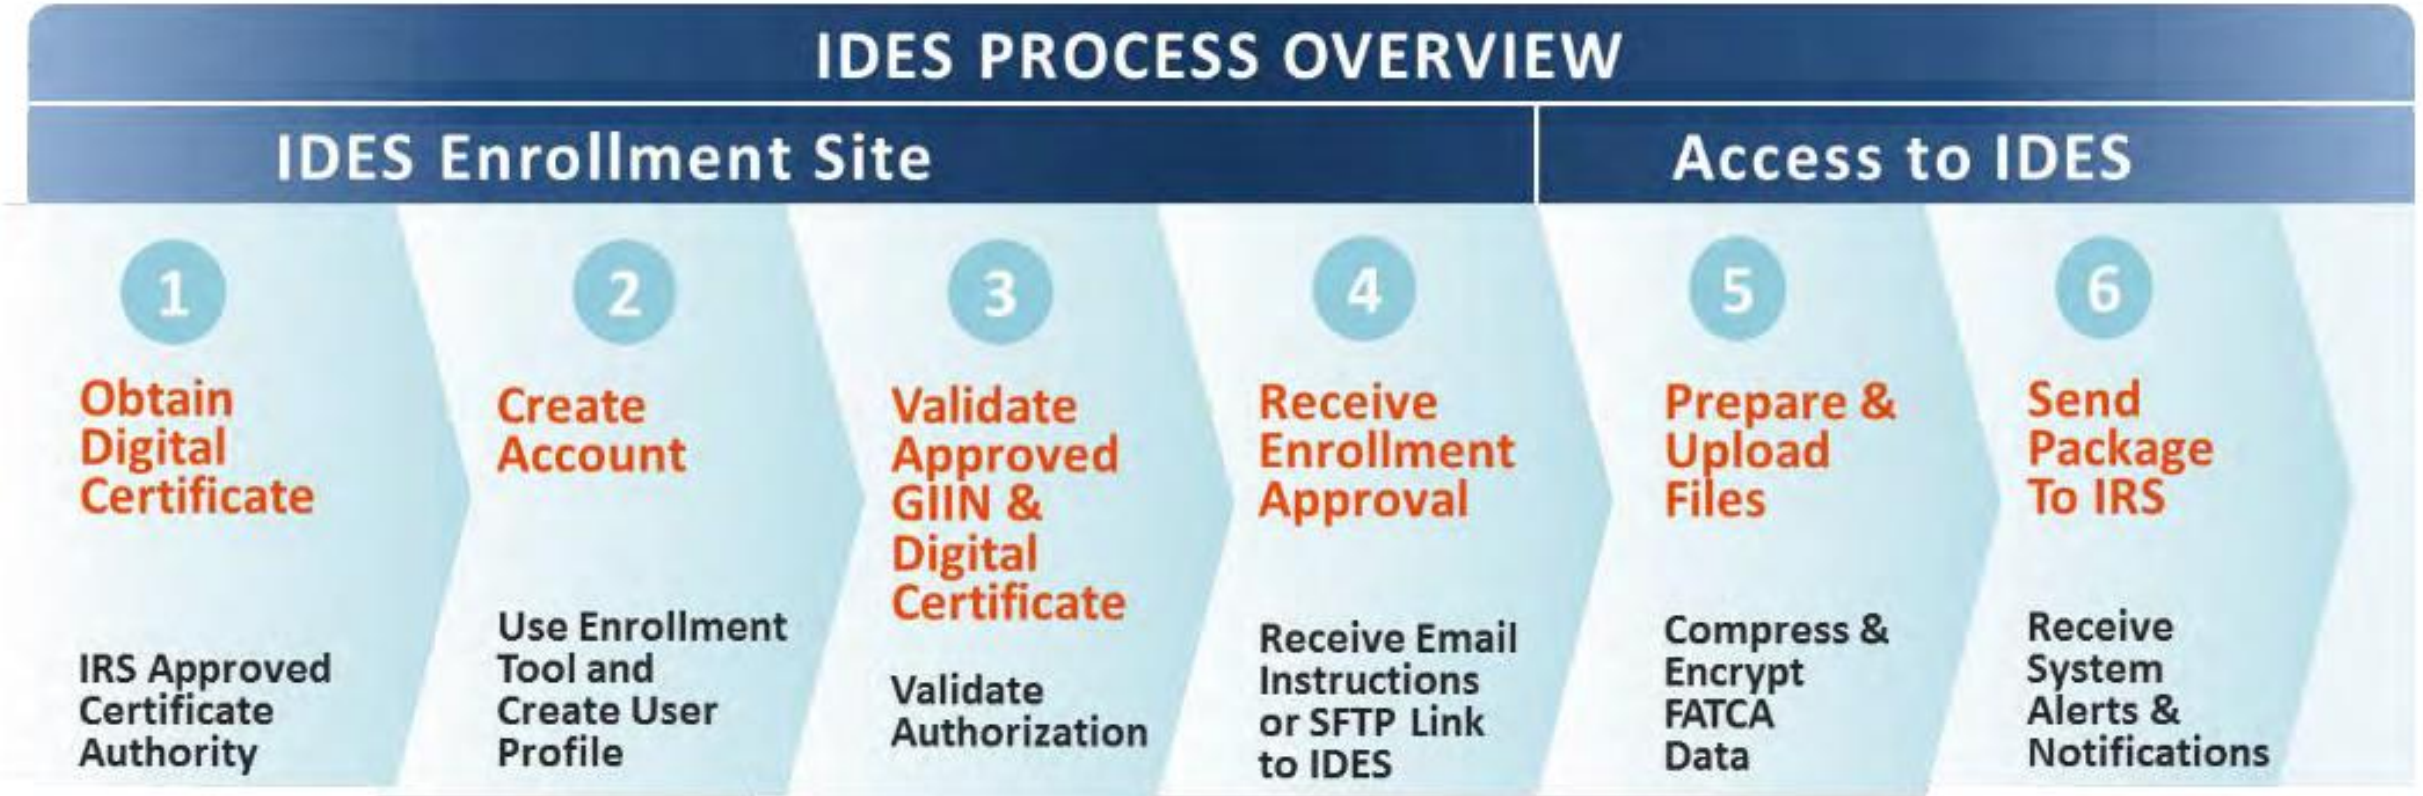 IDES PROCESS OVERVIEW
IDES Enrollment Site
Access to IDES
1
Obtain
Digital
Certificate
IRS Approved
Certificate
Authority
2
Create
Account
Use Enrollment
Tool and
Create User
Profile
3
Validate
Approved
GIIN &
Digital
Certificate
Validate
Authorization
4
Receive
Enrollment
Approval
Receive Email
Instructions
or SFTP Link
to IDES
5
Prepare &
Upload
Files
Compress &
Encrypt
FATCA
Data
6
Send
Package
To IRS
Receive
System
Alerts &
Notifications